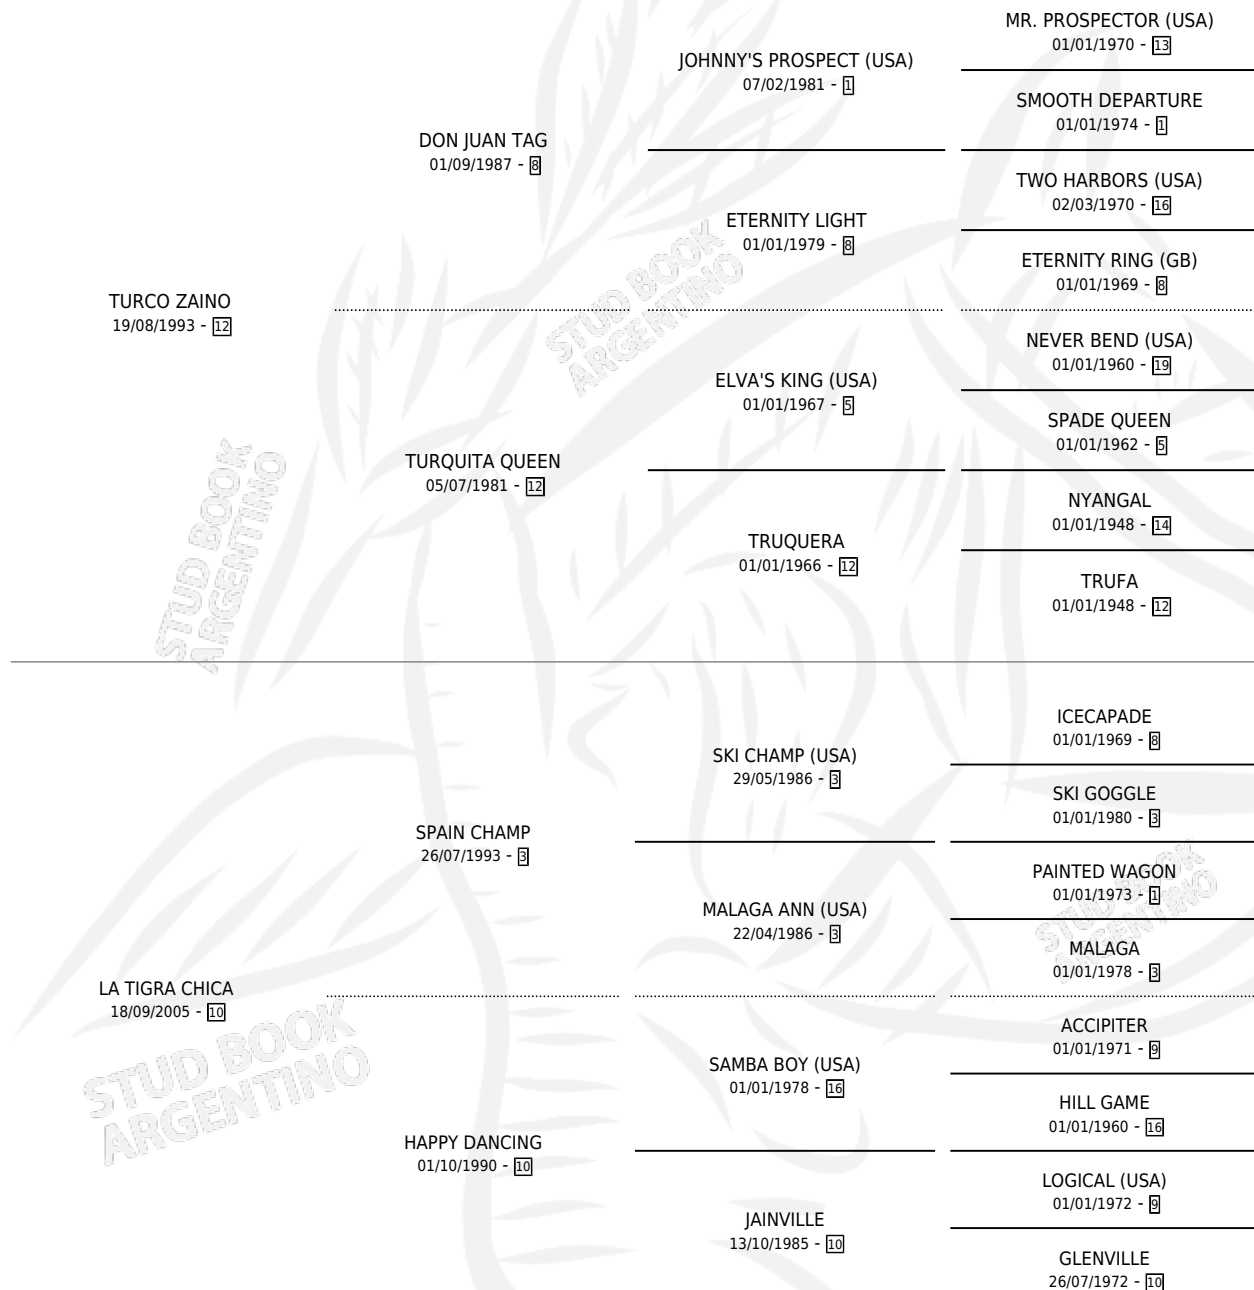 MR. PROSPECTOR (USA)
01/01/1970 - 13
JOHNNY'S PROSPECT (USA)
07/02/1981 - 1
SMOOTH DEPARTURE
01/01/1974 - 1
DON JUAN TAG
01/09/1987 - 8
TWO HARBORS (USA)
02/03/1970 - 16
ETERNITY LIGHT
01/01/1979 - 8
ETERNITY RING (GB)
01/01/1969 - 8
TURCO ZAINO
19/08/1993 - 12
STUD BOOK
ARGENTINO
NEVER BEND (USA)
01/01/1960 - 19
ELVA'S KING (USA)
01/01/1967 - 5
SPADE QUEEN
01/01/1962 - 5
TURQUITA QUEEN
05/07/1981 - 12
NYANGAL
01/01/1948 - 14
TRUQUERA
01/01/1966 - 12
TRUFA
01/01/1948 - 12
STUD BOOK
ARGENTINO
ICECAPADE
01/01/1969 - 8
SKI CHAMP (USA)
29/05/1986 - 3
SKI GOGGLE
01/01/1980 - 3
SPAIN CHAMP
26/07/1993 - 3
PAINTED WAGON
01/01/1973 - 1
MALAGA ANN (USA)
22/04/1986 - 3
STUD BOOK
ARGENTINO
MALAGA
01/01/1978 - 3
LA TIGRA CHICA
18/09/2005 - 10
ACCIPITER
01/01/1971 - 9
SAMBA BOY (USA)
01/01/1978 - 16
STUD BOOK
ARGENTINO
HILL GAME
01/01/1960 - 16
HAPPY DANCING
01/10/1990 - 10
LOGICAL (USA)
01/01/1972 - 9
JAINVILLE
13/10/1985 - 10
GLENVILLE
26/07/1972 - 10